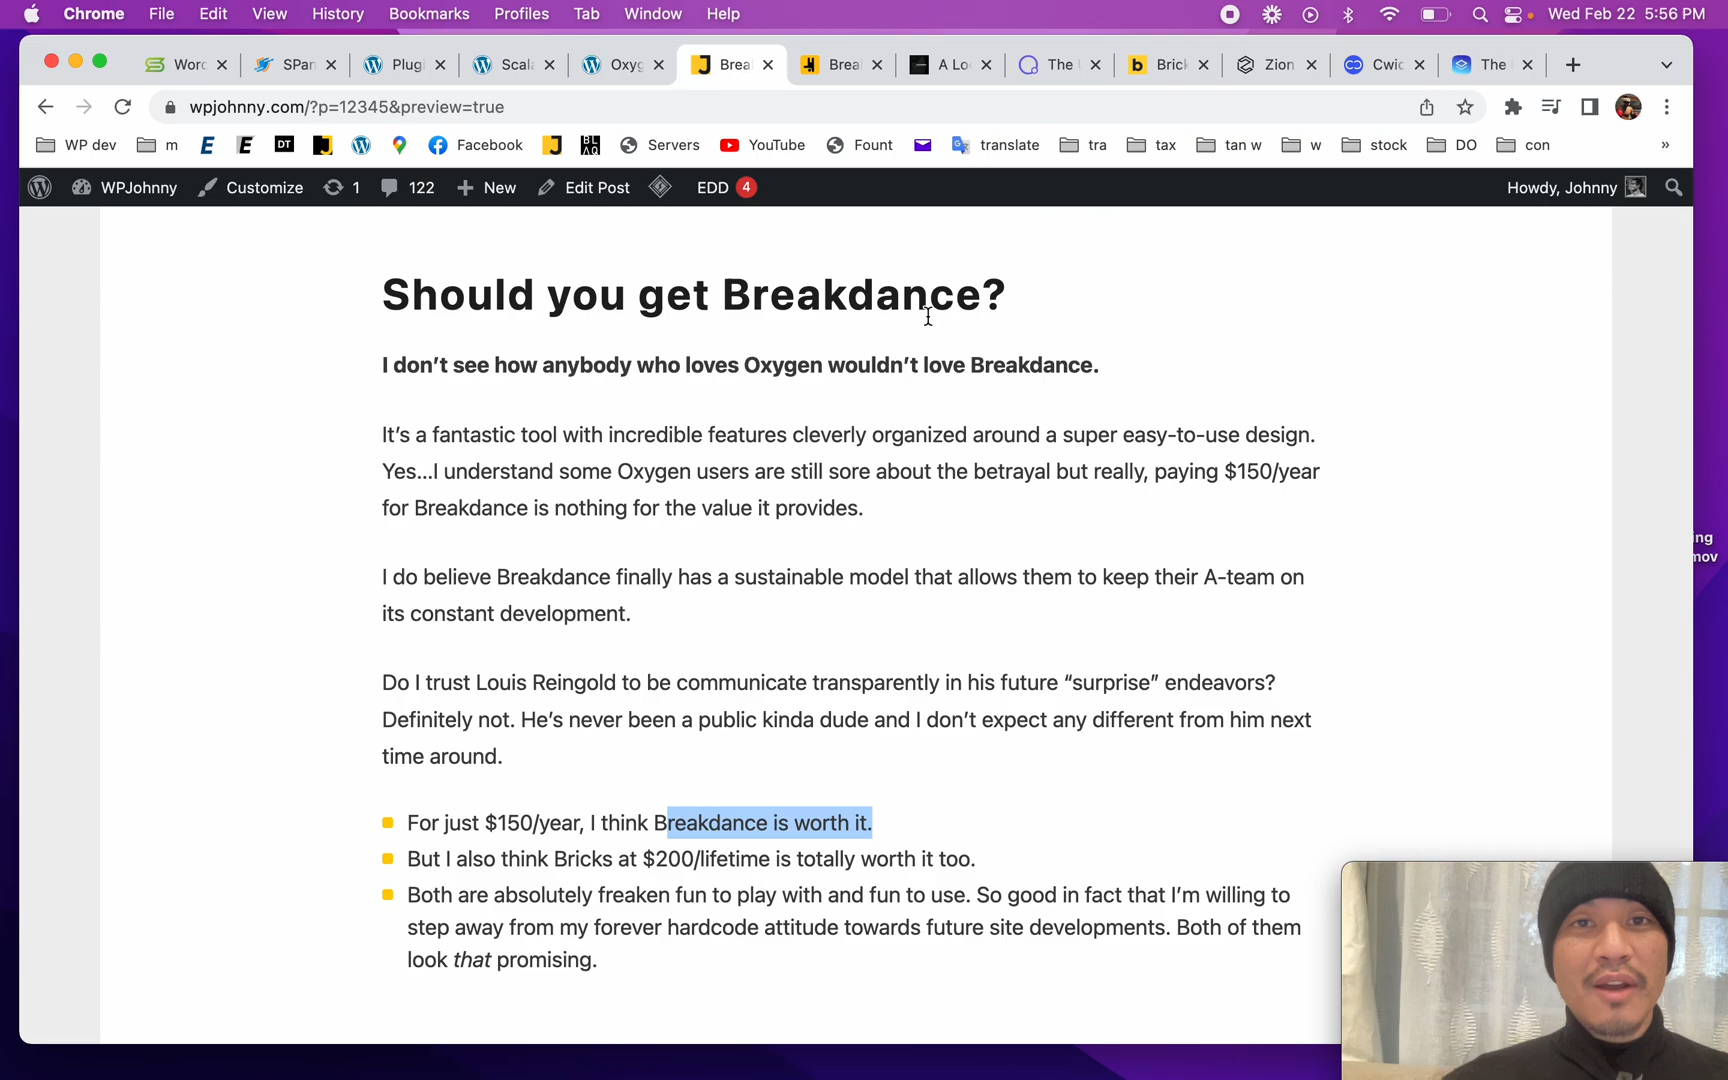 Chrome File Edit View History Bookmarks Profiles Tab Window Help Wed Feb 22 5:56 PM
Word SPan Plugi Scala Oxyg Brea Brea A Lo The Brick Zion Cwic The
wpjohnny.com/?p=12345&preview=true
WP dev m Facebook Servers YouTube Fount translate tra tax tan w w stock DO con »
WPJohnny Customize 1 122 New Edit Post EDD 4 Howdy, Johnny
Should you get Breakdance?
I don’t see how anybody who loves Oxygen wouldn’t love Breakdance.
It’s a fantastic tool with incredible features cleverly organized around a super easy-to-use design.
Yes...I understand some Oxygen users are still sore about the betrayal but really, paying $150/year
for Breakdance is nothing for the value it provides.
I do believe Breakdance finally has a sustainable model that allows them to keep their A-team on
its constant development.
Do I trust Louis Reingold to be communicate transparently in his future “surprise” endeavors?
Definitely not. He’s never been a public kinda dude and I don’t expect any different from him next
time around.
For just $150/year, I think Breakdance is worth it.
But I also think Bricks at $200/lifetime is totally worth it too.
Both are absolutely freaken fun to play with and fun to use. So good in fact that I’m willing to
step away from my forever hardcode attitude towards future site developments. Both of them
look that promising.
ing
mov